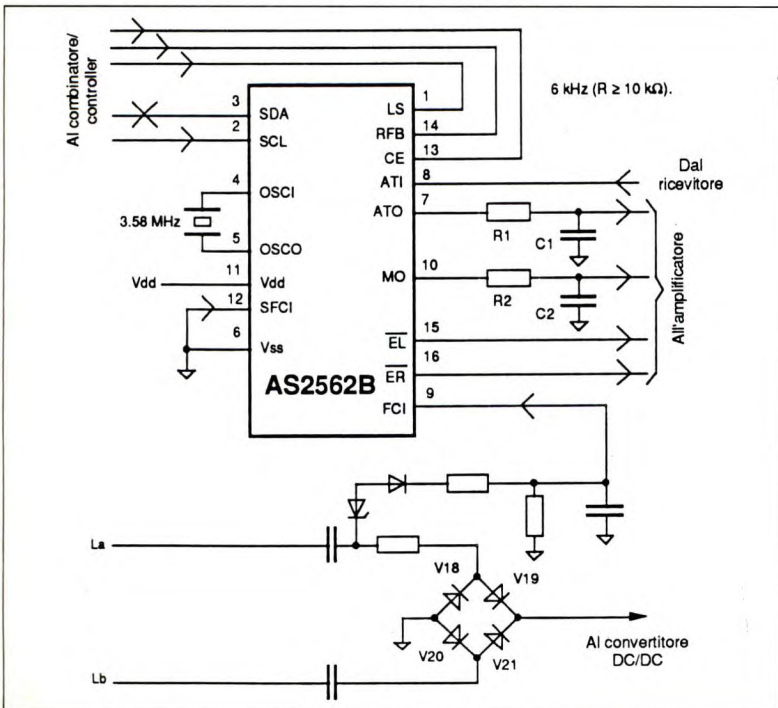 Al combinatore/
controller
6 kHz (R ≥ 10 kΩ).
3
SDA
2
SCL
4
OSCI
3.58 MHz
5
OSCO
Vdd
11
Vdd
12
SFCI
6
Vss
AS2562B
1
LS
14
RFB
13
CE
8
ATI
7
ATO
10
MO
15
EL
16
ER
9
FCI
Dal
ricevitore
R1
C1
R2
C2
All'amplificatore
La
V18
V19
V20
V21
Lb
Al convertitore
DC/DC